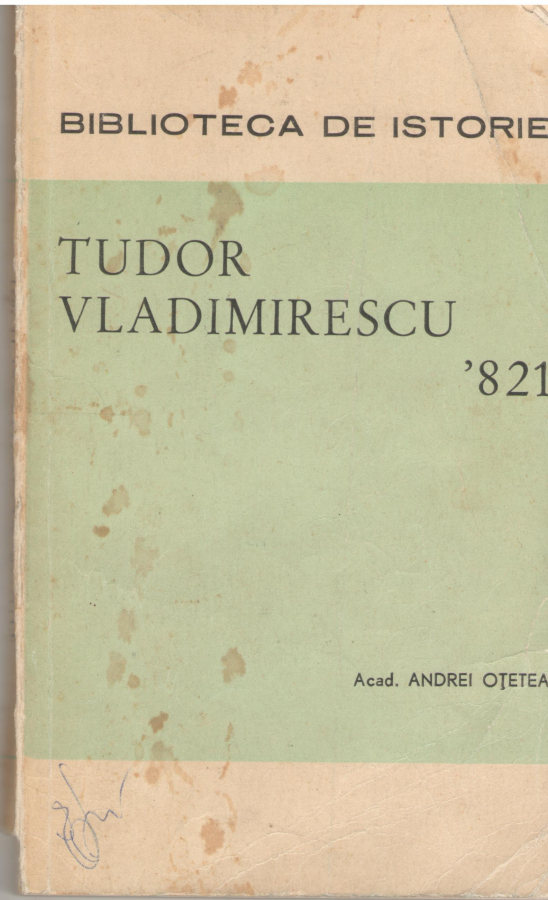 BIBLIOTECA DE ISTORIE
TUDOR
VLADIMIRESCU
’821
Acad. ANDREI OŢETEA